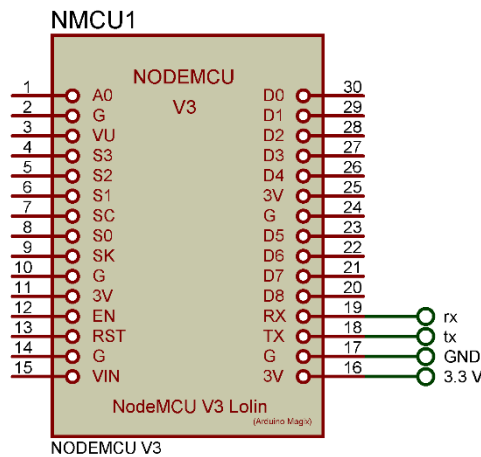 NMCU1
NODEMCU
V3
1 A0 D0 30
2 G D1 29
3 VU D2 28
4 S3 D3 27
5 S2 D4 26
6 S1 3V 25
7 SC G 24
8 S0 D5 23
9 SK D6 22
10 G D7 21
11 3V D8 20
12 EN RX 19 rx
13 RST TX 18 tx
14 G G 17 GND
15 VIN 3V 16 3.3 V
NodeMCU V3 Lolin
(Arduino Magix)
NODEMCU V3